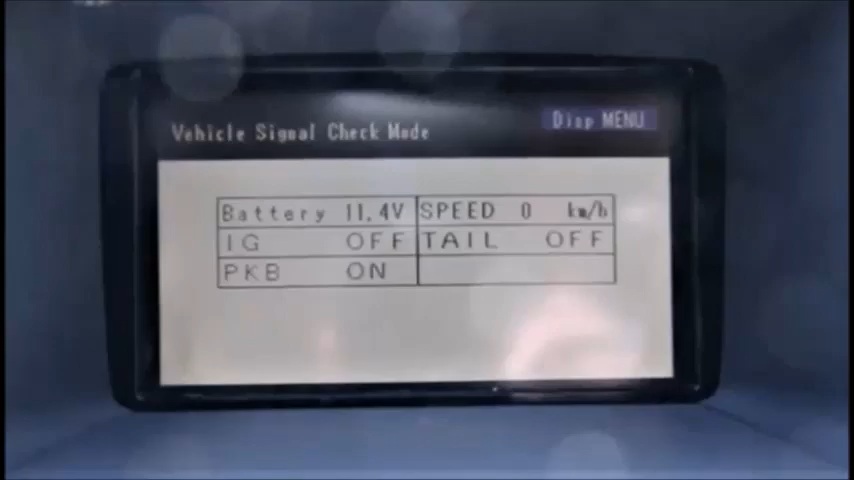 Disp MENU
Vehicle Signal Check Mode
Battery 11.4V SPEED 0 km/h
IG OFF TAIL OFF
PKB ON